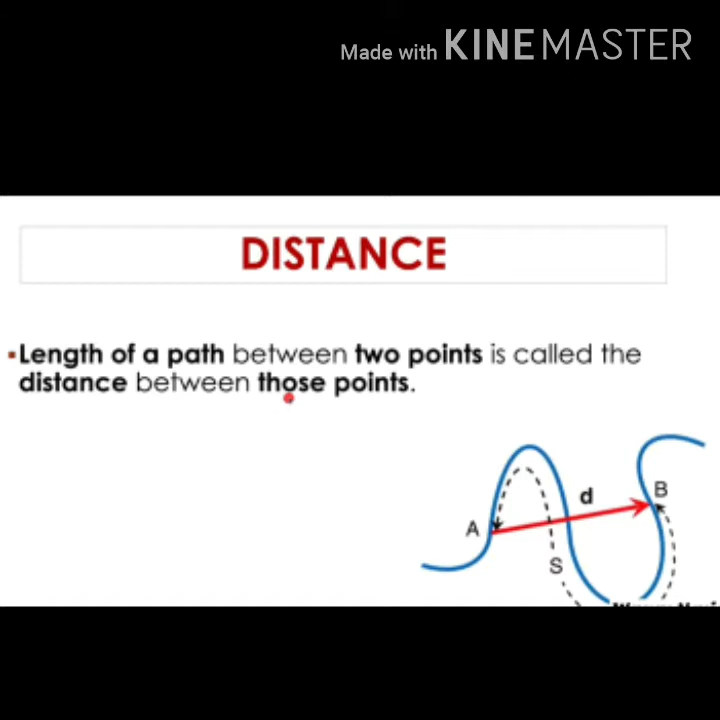 Made with KINEMASTER
DISTANCE
▪Length of a path between two points is called the
distance between those points.
d
B
A
S